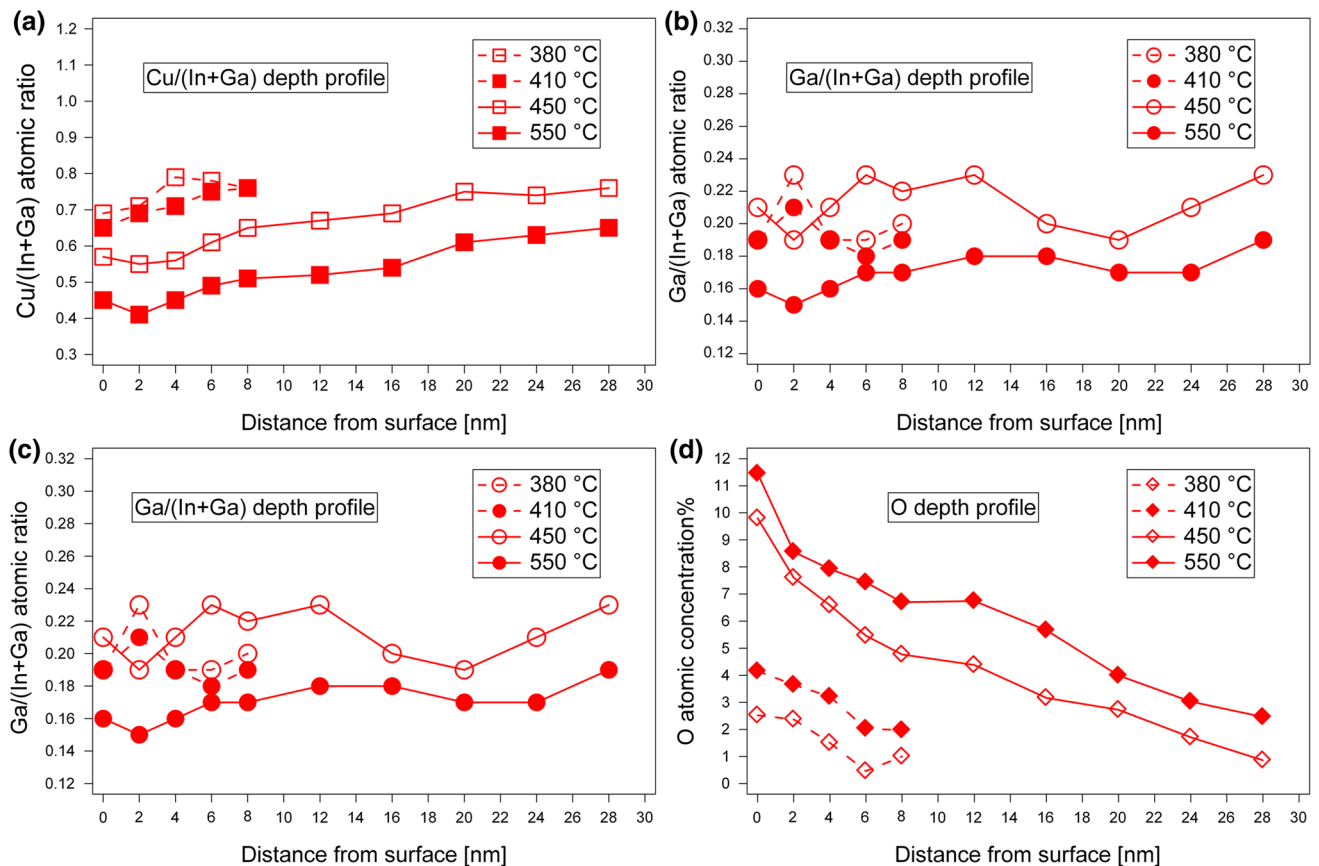 (a)
Cu/(In+Ga) depth profile
380 °C
410 °C
450 °C
550 °C
Cu/(In+Ga) atomic ratio
1.2
1.1
1.0
0.9
0.8
0.7
0.6
0.5
0.4
0.3
0 2 4 6 8 10 12 14 16 18 20 22 24 26 28 30
Distance from surface [nm]
(b)
Ga/(In+Ga) depth profile
380 °C
410 °C
450 °C
550 °C
Ga/(In+Ga) atomic ratio
0.32
0.30
0.28
0.26
0.24
0.22
0.20
0.18
0.16
0.14
0.12
0 2 4 6 8 10 12 14 16 18 20 22 24 26 28 30
Distance from surface [nm]
(c)
Ga/(In+Ga) depth profile
380 °C
410 °C
450 °C
550 °C
Ga/(In+Ga) atomic ratio
0.32
0.30
0.28
0.26
0.24
0.22
0.20
0.18
0.16
0.14
0.12
0 2 4 6 8 10 12 14 16 18 20 22 24 26 28 30
Distance from surface [nm]
(d)
O depth profile
380 °C
410 °C
450 °C
550 °C
O atomic concentration%
12
11
10
9
8
7
6
5
4
3
2
1
0
0 2 4 6 8 10 12 14 16 18 20 22 24 26 28 30
Distance from surface [nm]